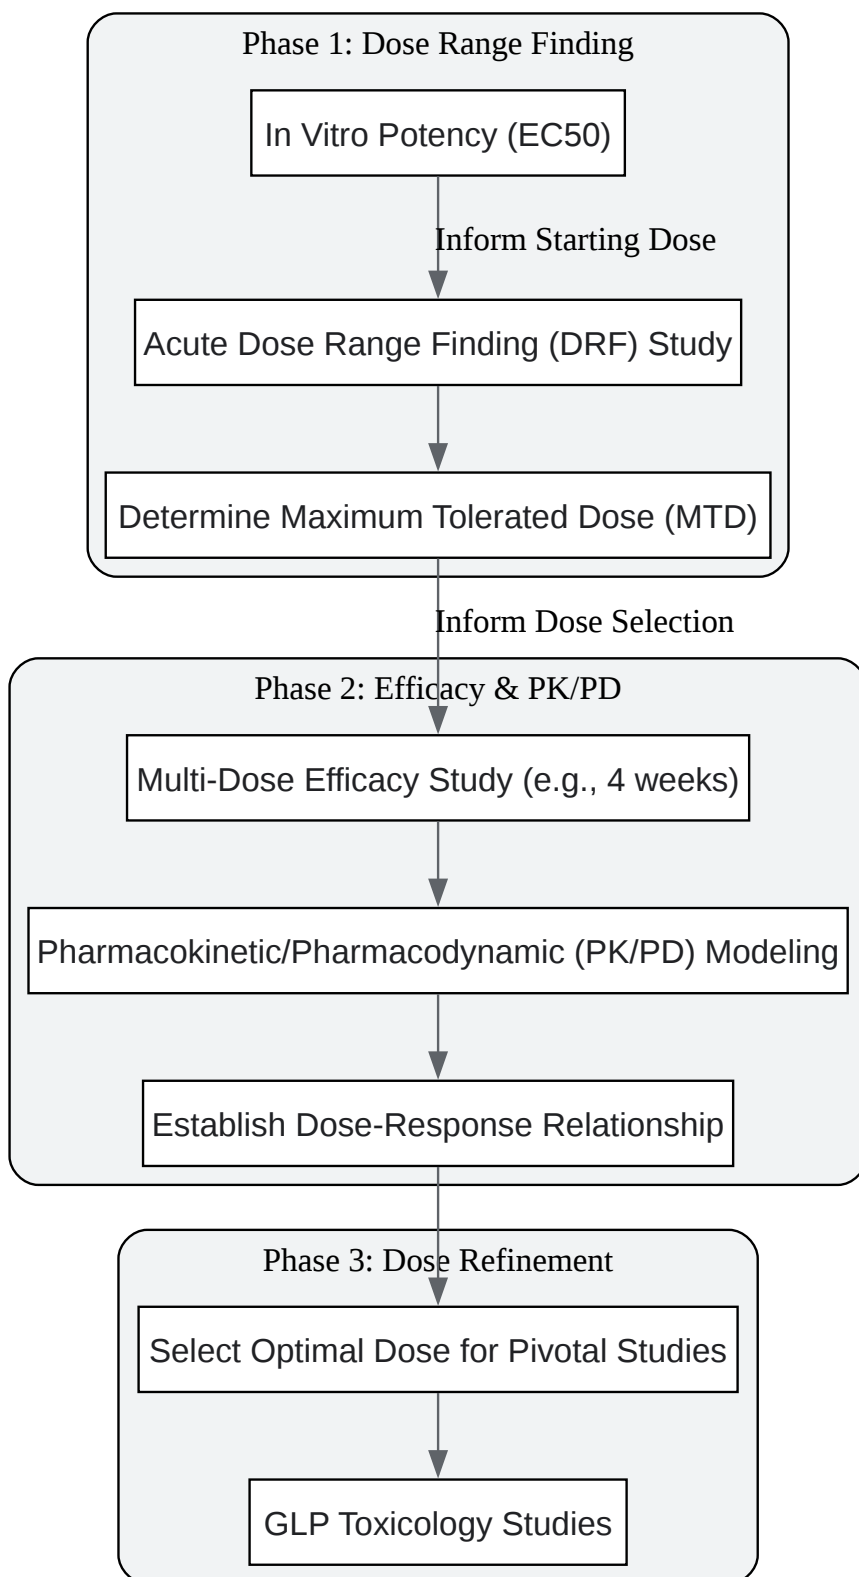 Phase 1: Dose Range Finding
In Vitro Potency (EC50)
Inform Starting Dose
Acute Dose Range Finding (DRF) Study
Determine Maximum Tolerated Dose (MTD)
Inform Dose Selection
Phase 2: Efficacy & PK/PD
Multi-Dose Efficacy Study (e.g., 4 weeks)
Pharmacokinetic/Pharmacodynamic (PK/PD) Modeling
Establish Dose-Response Relationship
Phase 3: Dose Refinement
Select Optimal Dose for Pivotal Studies
GLP Toxicology Studies